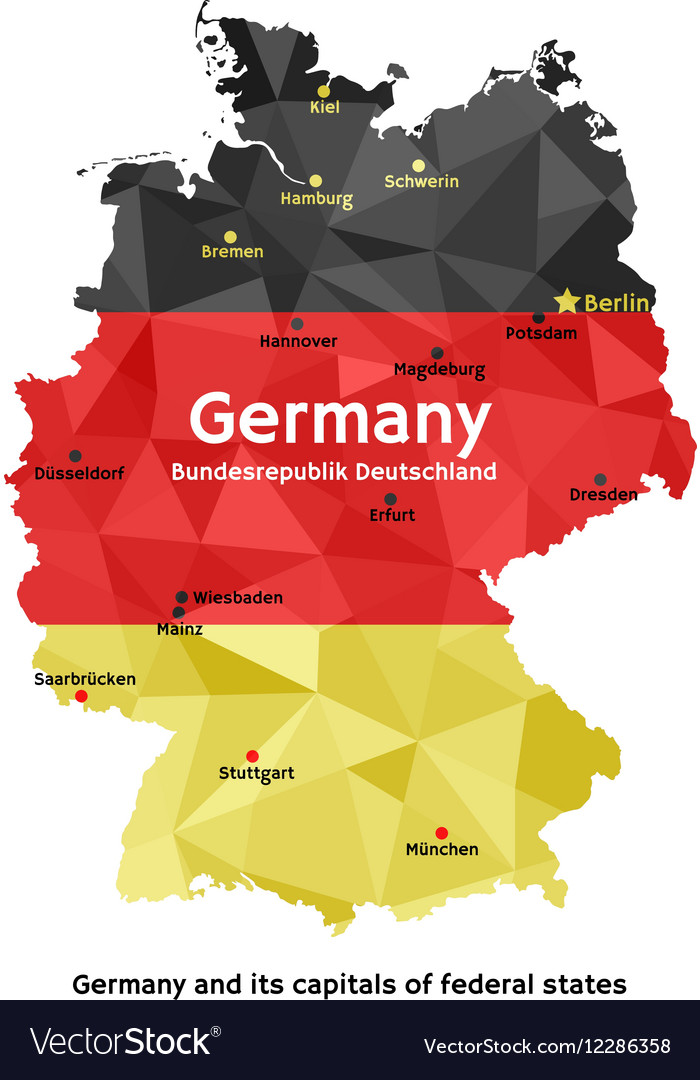 Kiel
Schwerin
Hamburg
Bremen
Berlin
Potsdam
Hannover
Magdeburg
Germany
Bundesrepublik Deutschland
Düsseldorf
Dresden
Erfurt
Wiesbaden
Mainz
Saarbrücken
Stuttgart
München
Germany and its capitals of federal states
VectorStock®
VectorStock.com/12286358